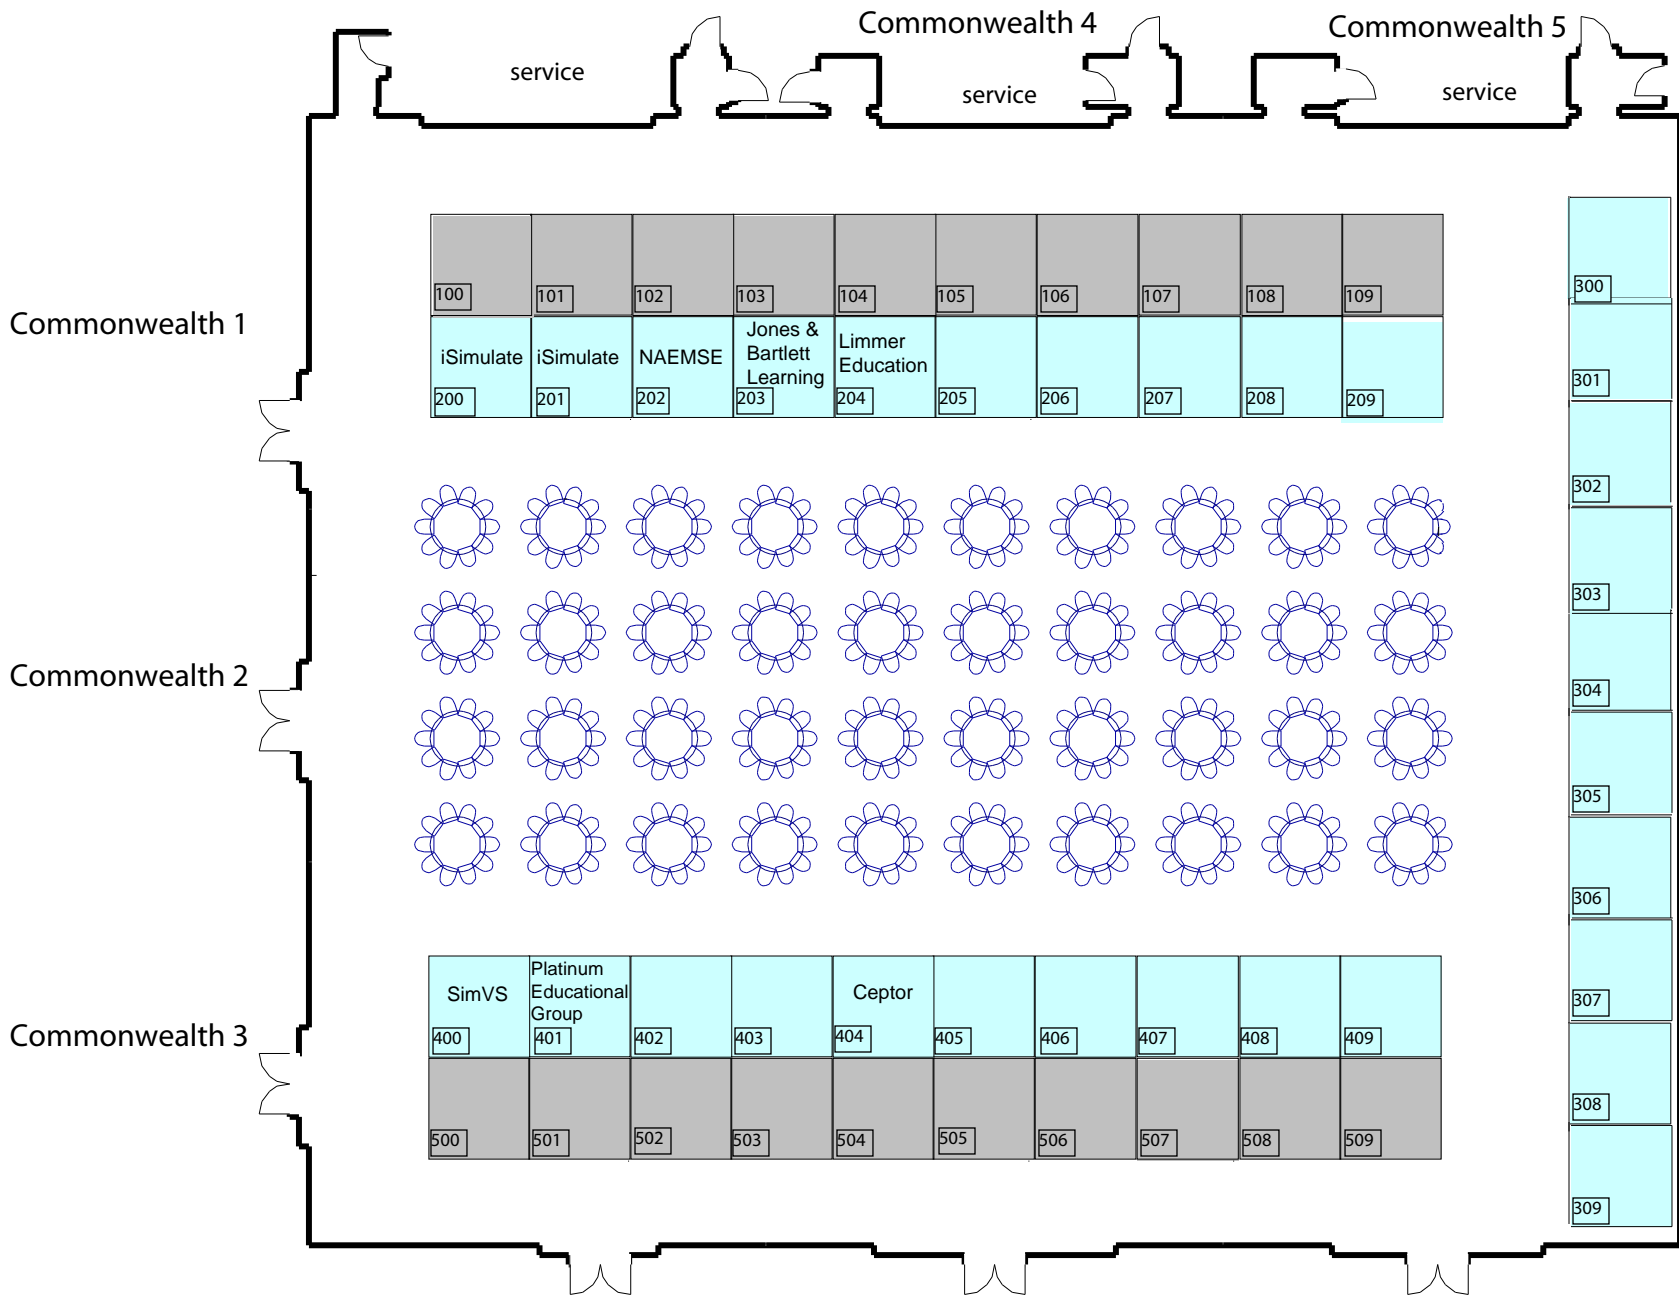 Commonwealth 4
Commonwealth 5
service
service
service
100
101
102
103
104
105
106
107
108
109
300
Commonwealth 1
iSimulate
iSimulate
NAEMSE
Jones &
Bartlett
Learning
Limmer
Education
200
201
202
203
204
205
206
207
208
209
301
302
303
Commonwealth 2
304
305
306
SimVS
Platinum
Educational
Group
Ceptor
400
401
402
403
404
405
406
407
408
409
307
Commonwealth 3
500
501
502
503
504
505
506
507
508
509
308
309